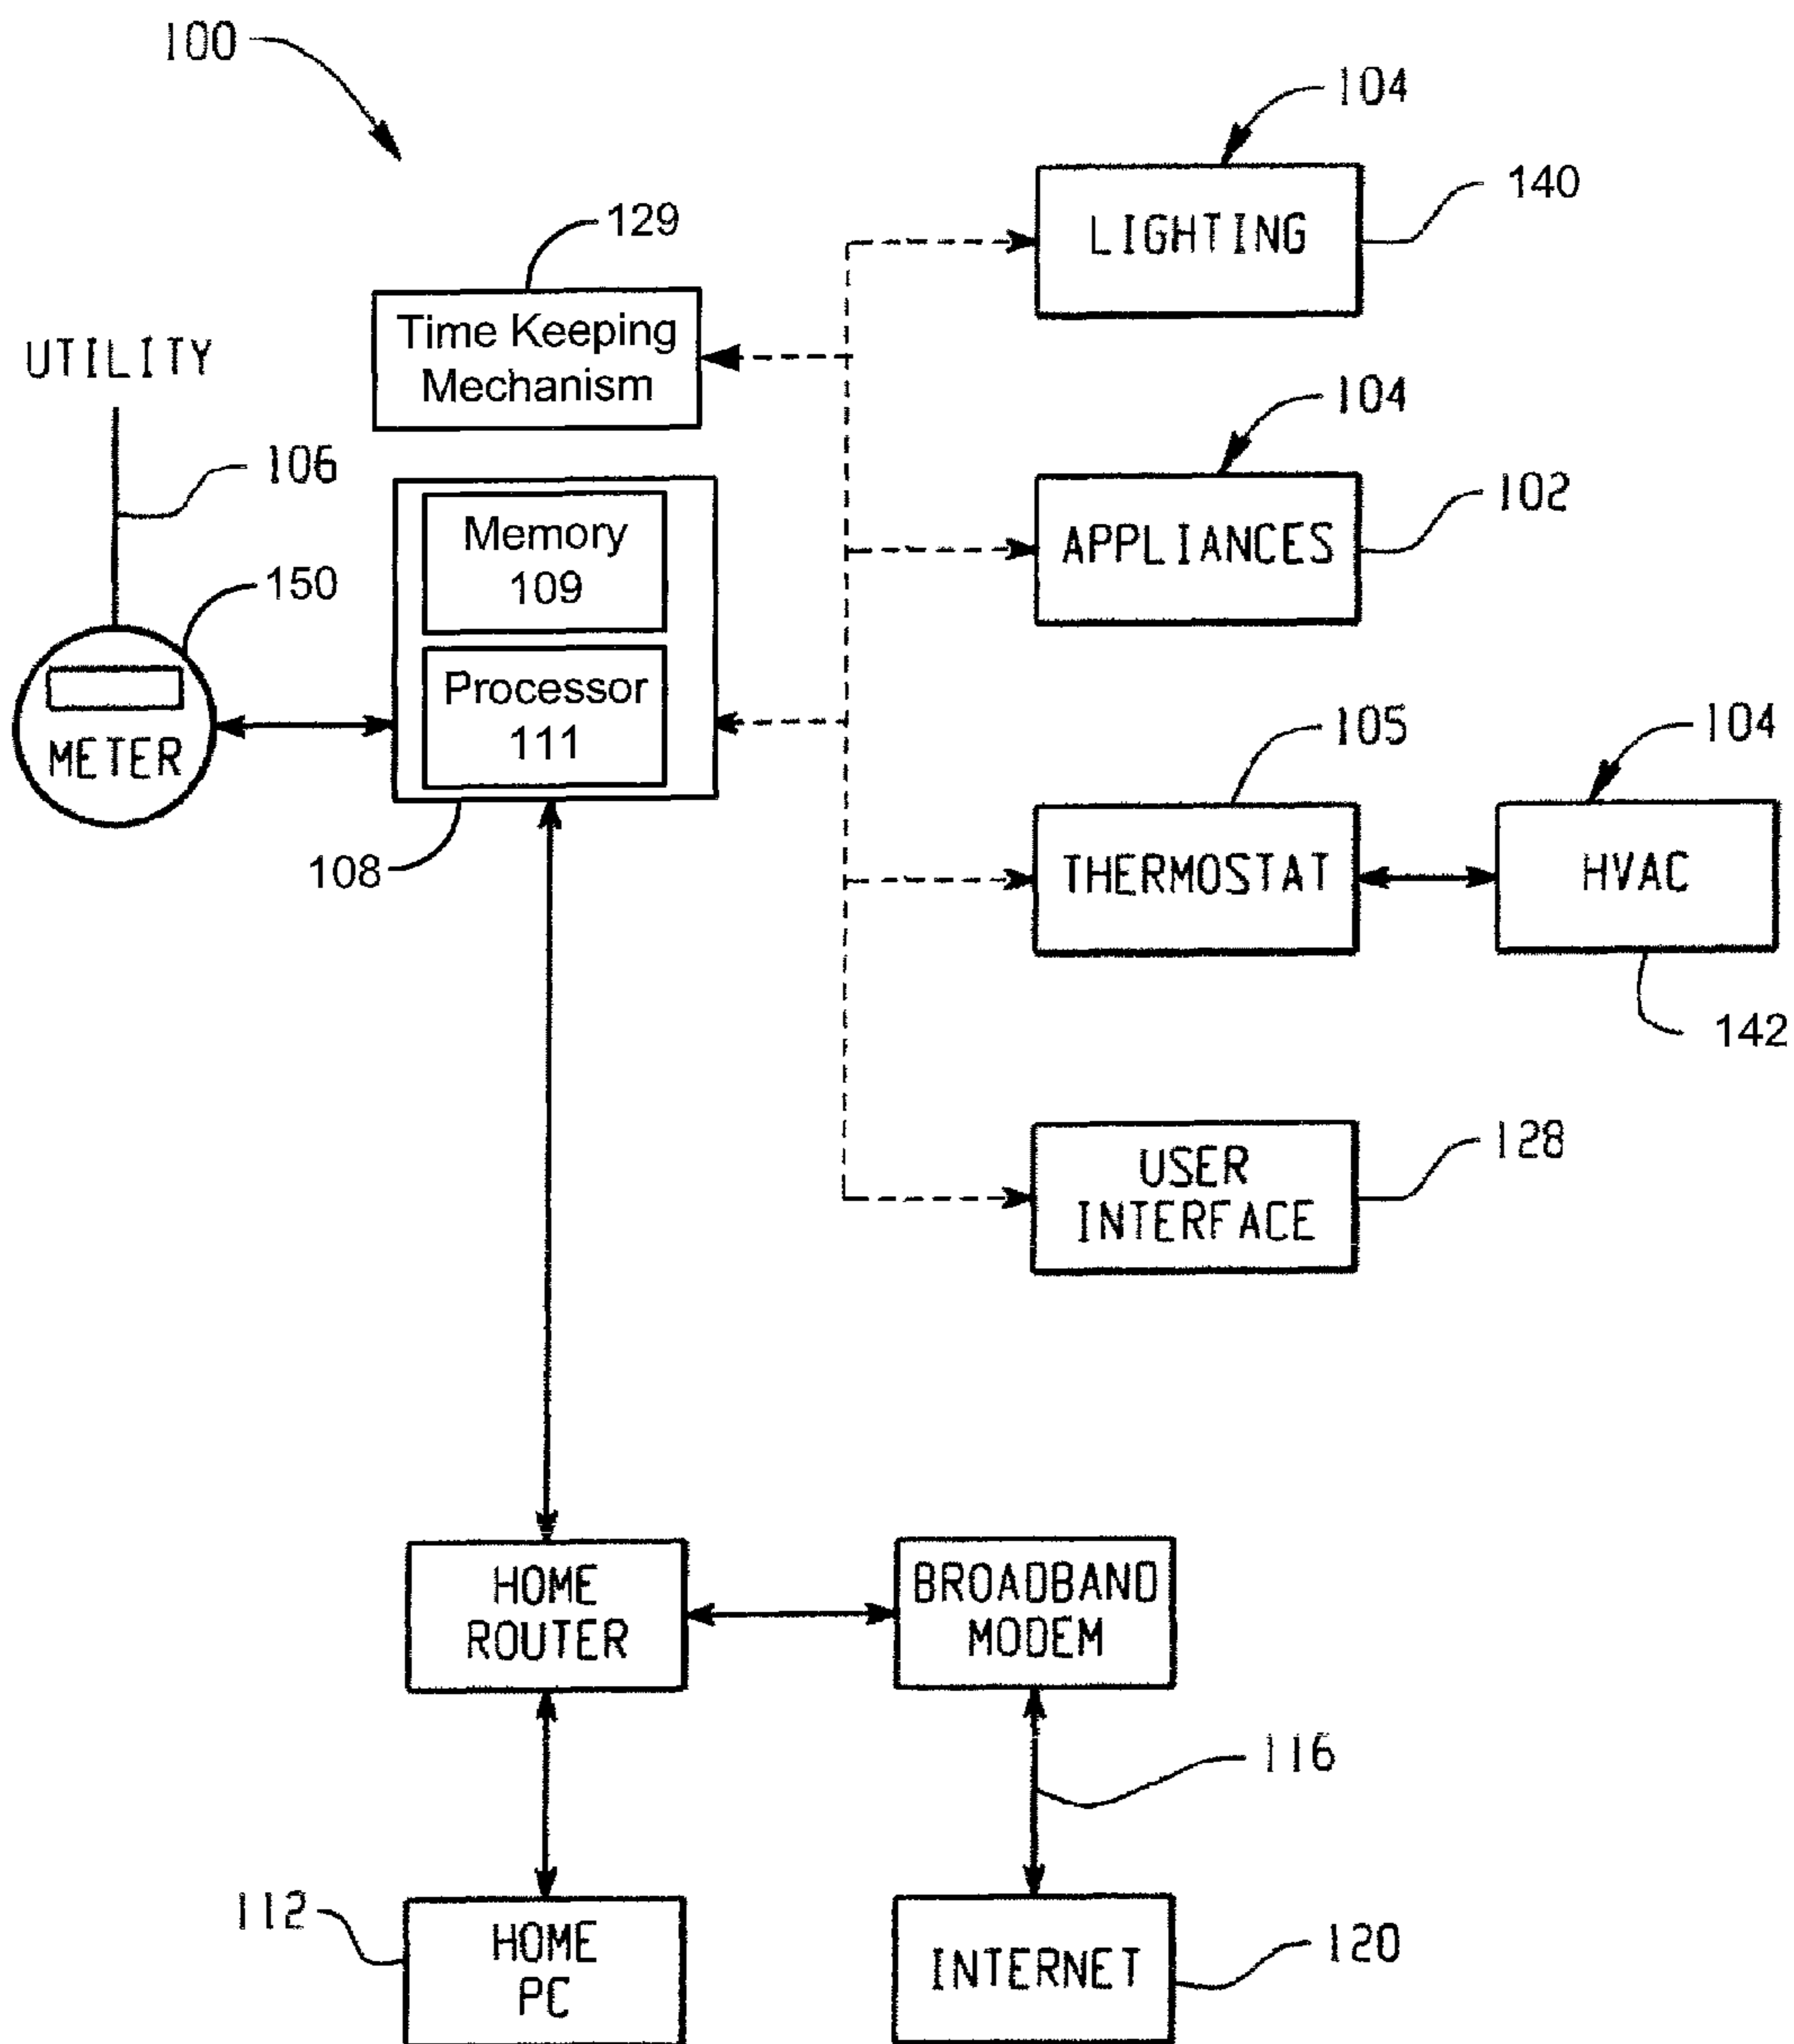 100
104
LIGHTING
140
129
Time Keeping
Mechanism
UTILITY
106
104
APPLIANCES
102
Memory
109
150
Processor
111
METER
108
105
THERMOSTAT
104
HVAC
142
USER
INTERFACE
128
HOME
ROUTER
BROADBAND
MODEM
116
112
HOME
PC
INTERNET
120